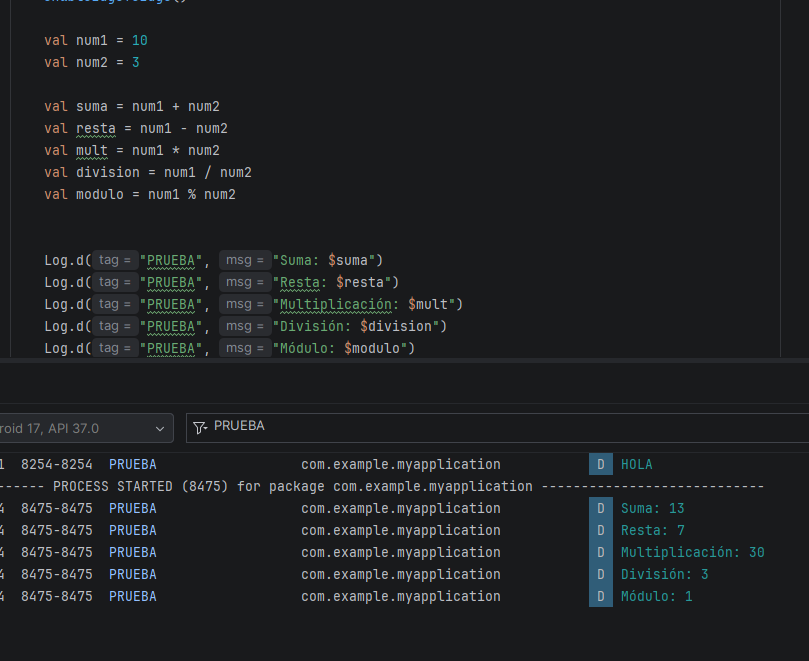 val num1 = 10
val num2 = 3
val suma = num1 + num2
val resta = num1 - num2
val mult = num1 * num2
val division = num1 / num2
val modulo = num1 % num2
Log.d( tag = "PRUEBA", msg = "Suma: $suma")
Log.d( tag = "PRUEBA", msg = "Resta: $resta")
Log.d( tag = "PRUEBA", msg = "Multiplicación: $mult")
Log.d( tag = "PRUEBA", msg = "División: $division")
Log.d( tag = "PRUEBA", msg = "Módulo: $modulo")
roid 17, API 37.0 PRUEBA
8254-8254 PRUEBA com.example.myapplication D HOLA
------ PROCESS STARTED (8475) for package com.example.myapplication ----------------------------
4 8475-8475 PRUEBA com.example.myapplication D Suma: 13
4 8475-8475 PRUEBA com.example.myapplication D Resta: 7
4 8475-8475 PRUEBA com.example.myapplication D Multiplicación: 30
4 8475-8475 PRUEBA com.example.myapplication D División: 3
4 8475-8475 PRUEBA com.example.myapplication D Módulo: 1